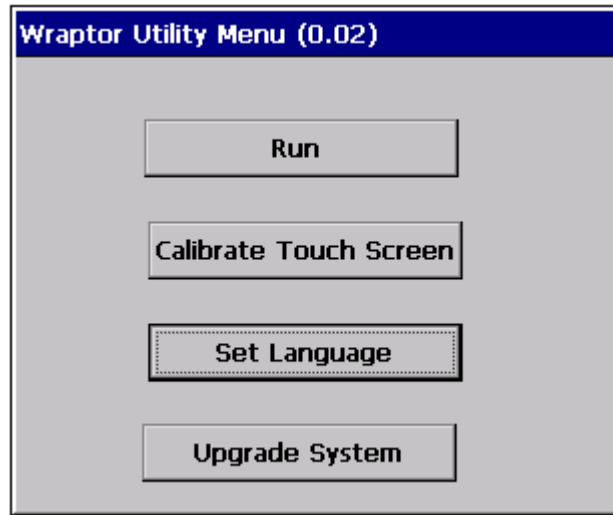 Wraptor Utility Menu (0.02)
Run
Calibrate Touch Screen
Set Language
Upgrade System